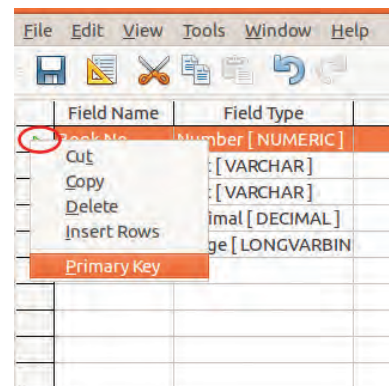 File Edit View Tools Window Help
Field Name Field Type
Book No Number [ NUMERIC ]
Cut [ VARCHAR ]
Copy [ VARCHAR ]
Delete imal [ DECIMAL ]
Insert Rows ge [ LONGVARBIN
Primary Key